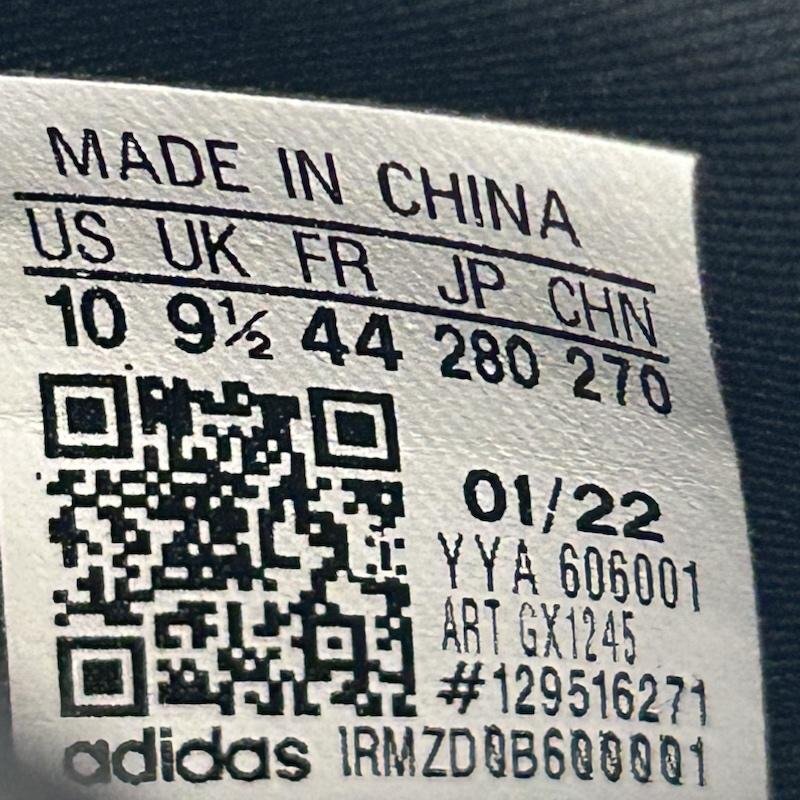 MADE IN CHINA
US UK FR JP CHN
10 9½ 44 280 270
01/22
YYA 606001
ART GX1245
#129516271
adidas 1RMZD0B600001